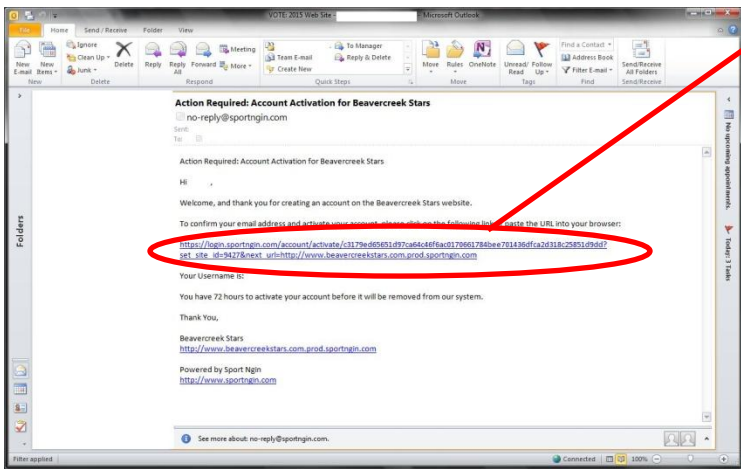 VOTE: 2015 Web Site - - Microsoft Outlook
File Home Send / Receive Folder View
New E-mail
New Items
Ignore
Clean Up
Junk
Delete
Reply
Reply All
Forward
Meeting
More
Team E-mail
Create New
To Manager
Reply & Delete
Move
Rules
OneNote
Unread/ Read
Follow Up
Find a Contact
Address Book
Filter E-mail
Send/Receive All Folders
New Delete Respond Quick Steps Move Tags Find Send/Receive
Folders
Action Required: Account Activation for Beavercreek Stars
no-reply@sportngin.com
Sent:
To:
Action Required: Account Activation for Beavercreek Stars
Hi ,
Welcome, and thank you for creating an account on the Beavercreek Stars website.
To confirm your email address and activate your account, please click on the following link paste the URL into your browser:
https://login.sportngin.com/account/activate/c3179ed65651d97ca64c46f6ac0170661784bee701436dfca2d318c25851d9dd?
set_site_id=9427&next_url=http://www.beavercreekstars.com.prod.sportngin.com
Your Username is:
You have 72 hours to activate your account before it will be removed from our system.
Thank You,
Beavercreek Stars
http://www.beavercreekstars.com.prod.sportngin.com
Powered by Sport Ngin
http://www.sportngin.com
See more about: no-reply@sportngin.com.
No upcoming appointments.
Today: 3 Tasks
Filter applied
Connected
100%